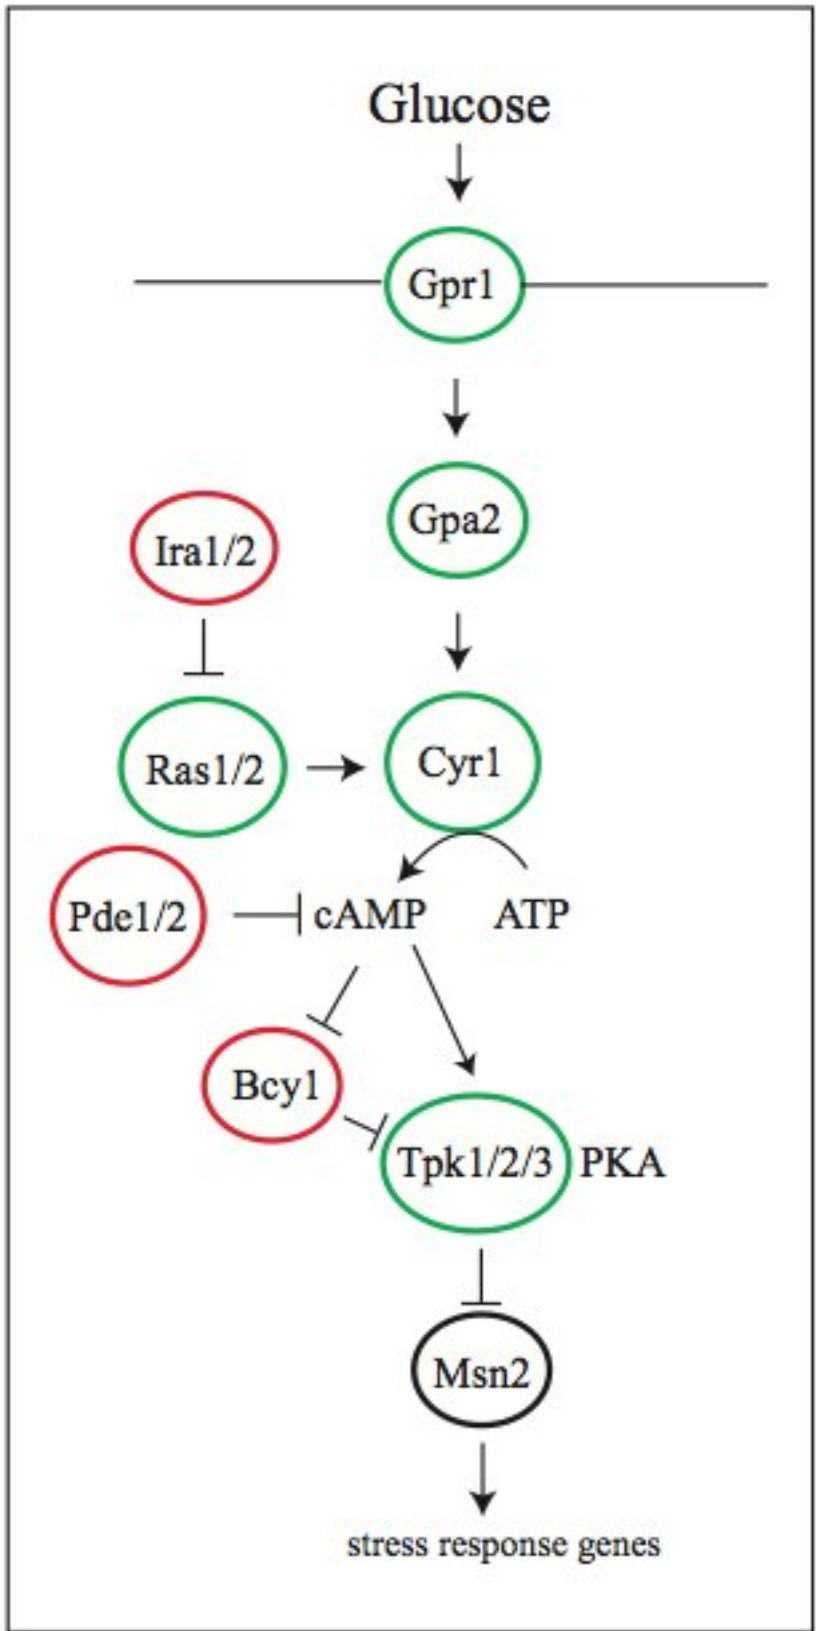 Glucose
Gpr1
Gpa2
Ira1/2
Ras1/2
Cyr1
Pde1/2
cAMP
ATP
Bcy1
Tpk1/2/3
PKA
Msn2
stress response genes